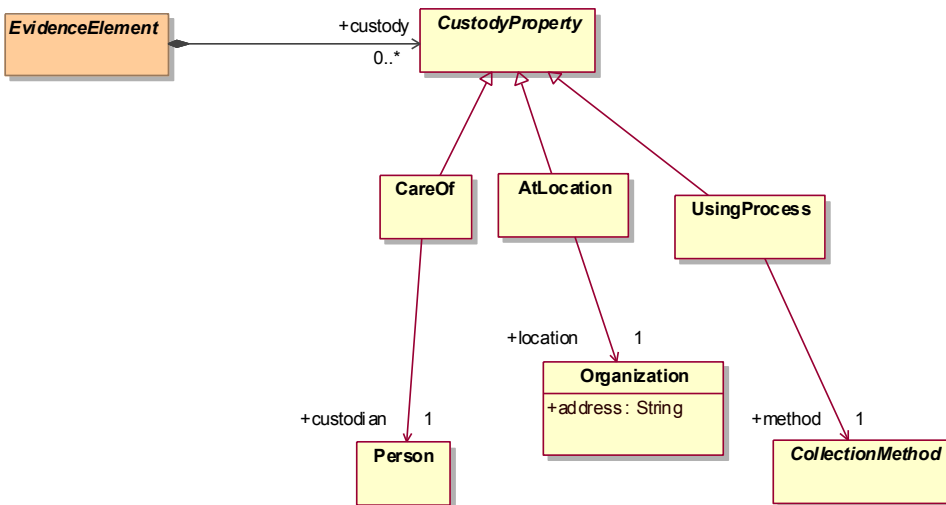 EvidenceElement
+custody
0..*
CustodyProperty
CareOf
AtLocation
UsingProcess
+location 1
Organization
+address: String
+custodian 1
Person
+method 1
CollectionMethod